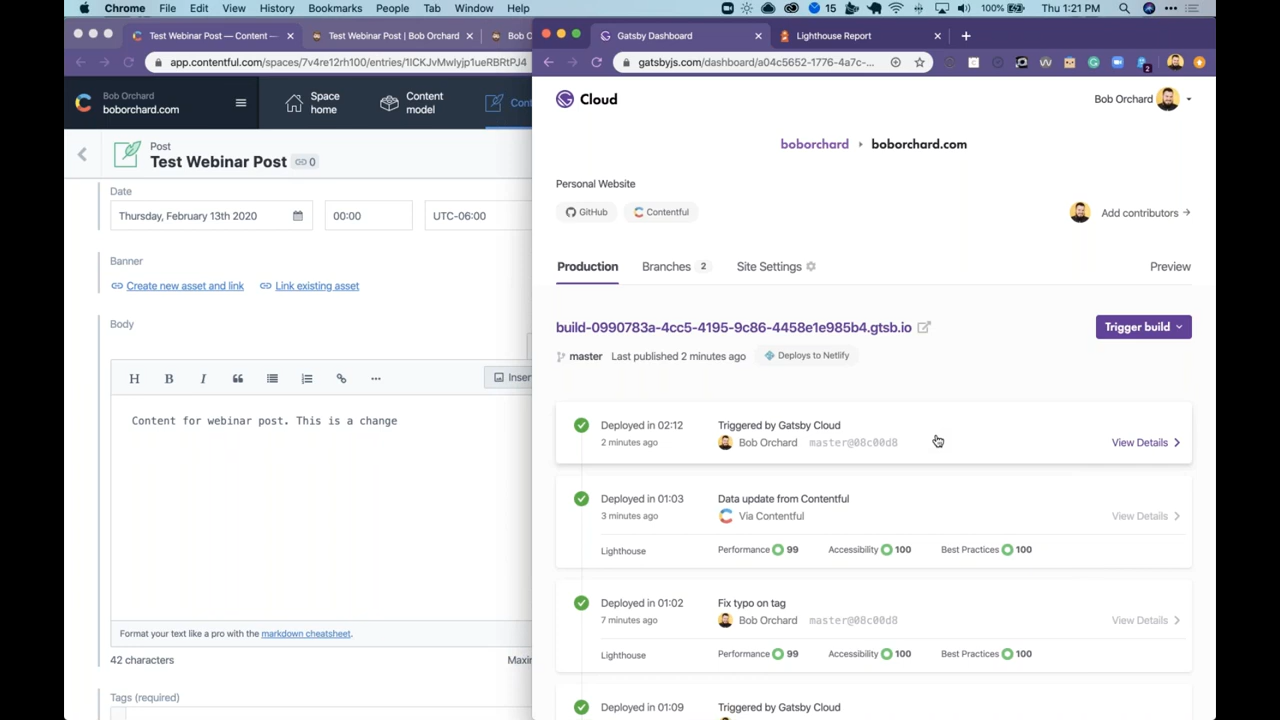 Chrome File Edit View History Bookmarks People Tab Window Help
15 100% Thu 1:21 PM
Test Webinar Post — Content —
Test Webinar Post | Bob Orchard
Bob O
app.contentful.com/spaces/7v4re12rh100/entries/1ICKJvMwlyjp1ueRBRtPJ4
Bob Orchard
boborchard.com
Space home
Content model
Cont
Post
Test Webinar Post 0
Date
Thursday, February 13th 2020 00:00 UTC-06:00
Banner
Create new asset and link Link existing asset
Body
H B I Inser
Content for webinar post. This is a change
Format your text like a pro with the markdown cheatsheet.
42 characters Maxin
Tags (required)
Gatsby Dashboard
Lighthouse Report
gatsbyjs.com/dashboard/a04c5652-1776-4a7c-...
2
Cloud
Bob Orchard
boborchard boborchard.com
Personal Website
GitHub Contentful
Add contributors
Production Branches 2 Site Settings Preview
build-0990783a-4cc5-4195-9c86-4458e1e985b4.gtsb.io
Trigger build
master Last published 2 minutes ago Deploys to Netlify
Deployed in 02:12 Triggered by Gatsby Cloud
2 minutes ago Bob Orchard master@08c00d8 View Details
Deployed in 01:03 Data update from Contentful
3 minutes ago Via Contentful View Details
Lighthouse Performance 99 Accessibility 100 Best Practices 100
Deployed in 01:02 Fix typo on tag
7 minutes ago Bob Orchard master@08c00d8 View Details
Lighthouse Performance 99 Accessibility 100 Best Practices 100
Deployed in 01:09 Triggered by Gatsby Cloud